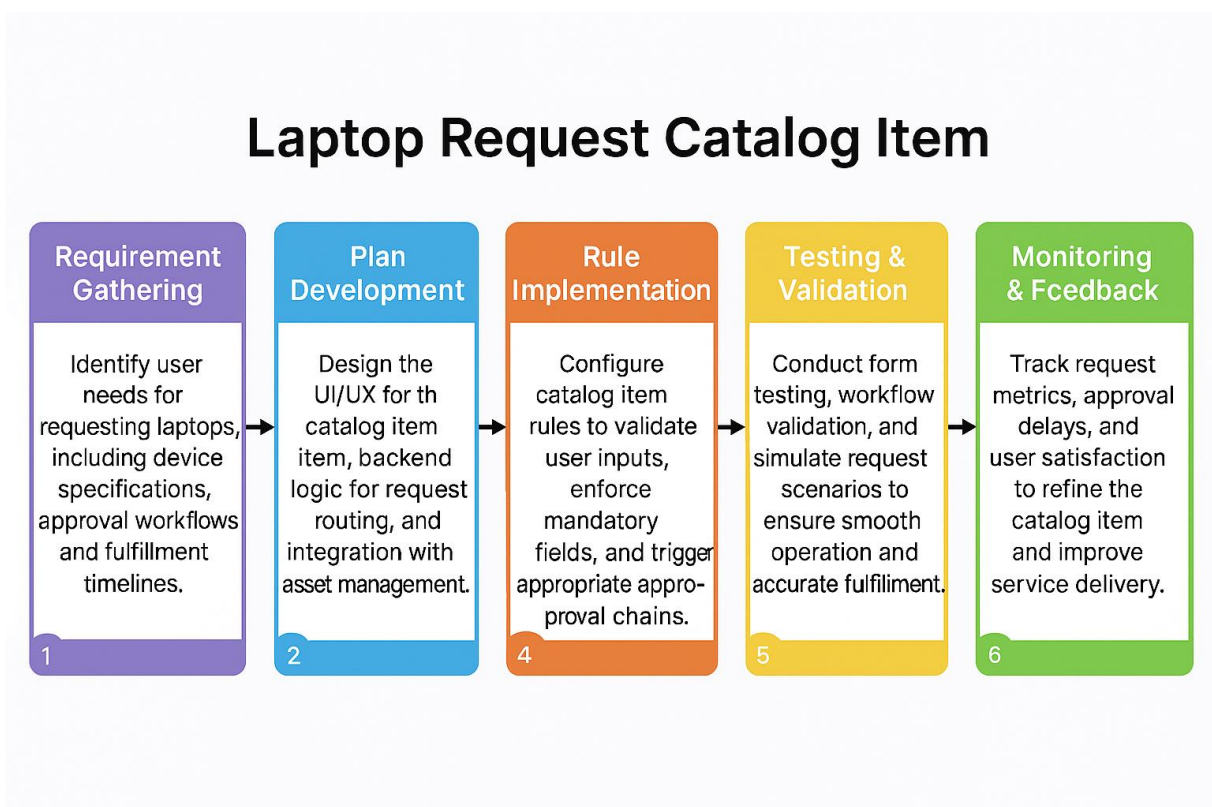 Laptop Request Catalog Item
Requirement
Gathering
Identify user
needs for
requesting laptops,
including device
specifications,
approval workflows
and fulfillment
timelines.
1
Plan
Development
Design the
UI/UX for th
catalog item
item, backend
logic for request
routing, and
integration with
asset management.
2
Rule
Implementation
Configure
catalog item
rules to validate
user inputs,
enforce
mandatory
fields, and trigger
appropriate appro-
proval chains.
4
Testing &
Validation
Conduct form
testing, workflow
validation, and
simulate request
scenarios to
ensure smooth
operation and
accurate fulfillment.
5
Monitoring
& Fcedback
Track request
metrics, approval
delays, and
user satisfaction
to refine the
catalog item
and improve
service delivery.
6